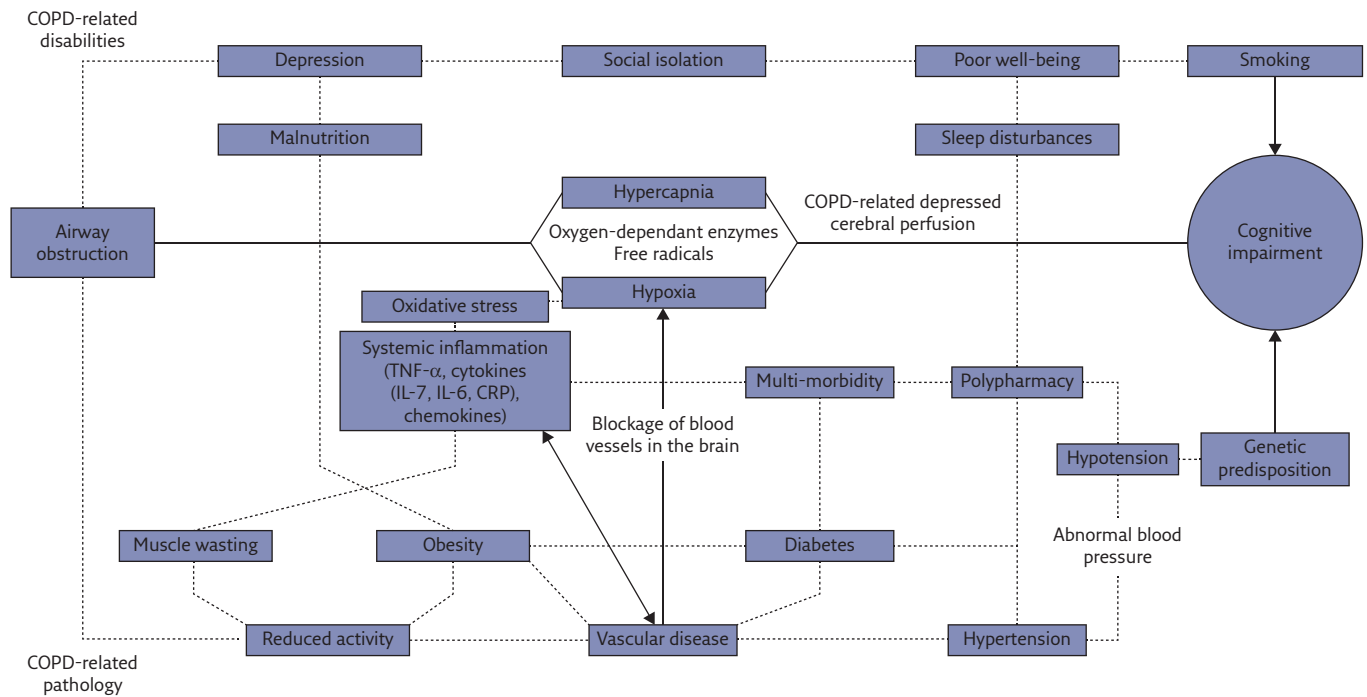 COPD-related
disabilities
Depression
Social isolation
Poor well-being
Smoking
Malnutrition
Sleep disturbances
Hypercapnia
COPD-related depressed
cerebral perfusion
Airway
obstruction
Oxygen-dependant enzymes
Free radicals
Cognitive
impairment
Hypoxia
Oxidative stress
Systemic inflammation
(TNF-α, cytokines
(IL-7, IL-6, CRP),
chemokines)
Multi-morbidity
Polypharmacy
Blockage of blood
vessels in the brain
Hypotension
Genetic
predisposition
Muscle wasting
Obesity
Diabetes
Abnormal blood
pressure
Reduced activity
Vascular disease
Hypertension
COPD-related
pathology